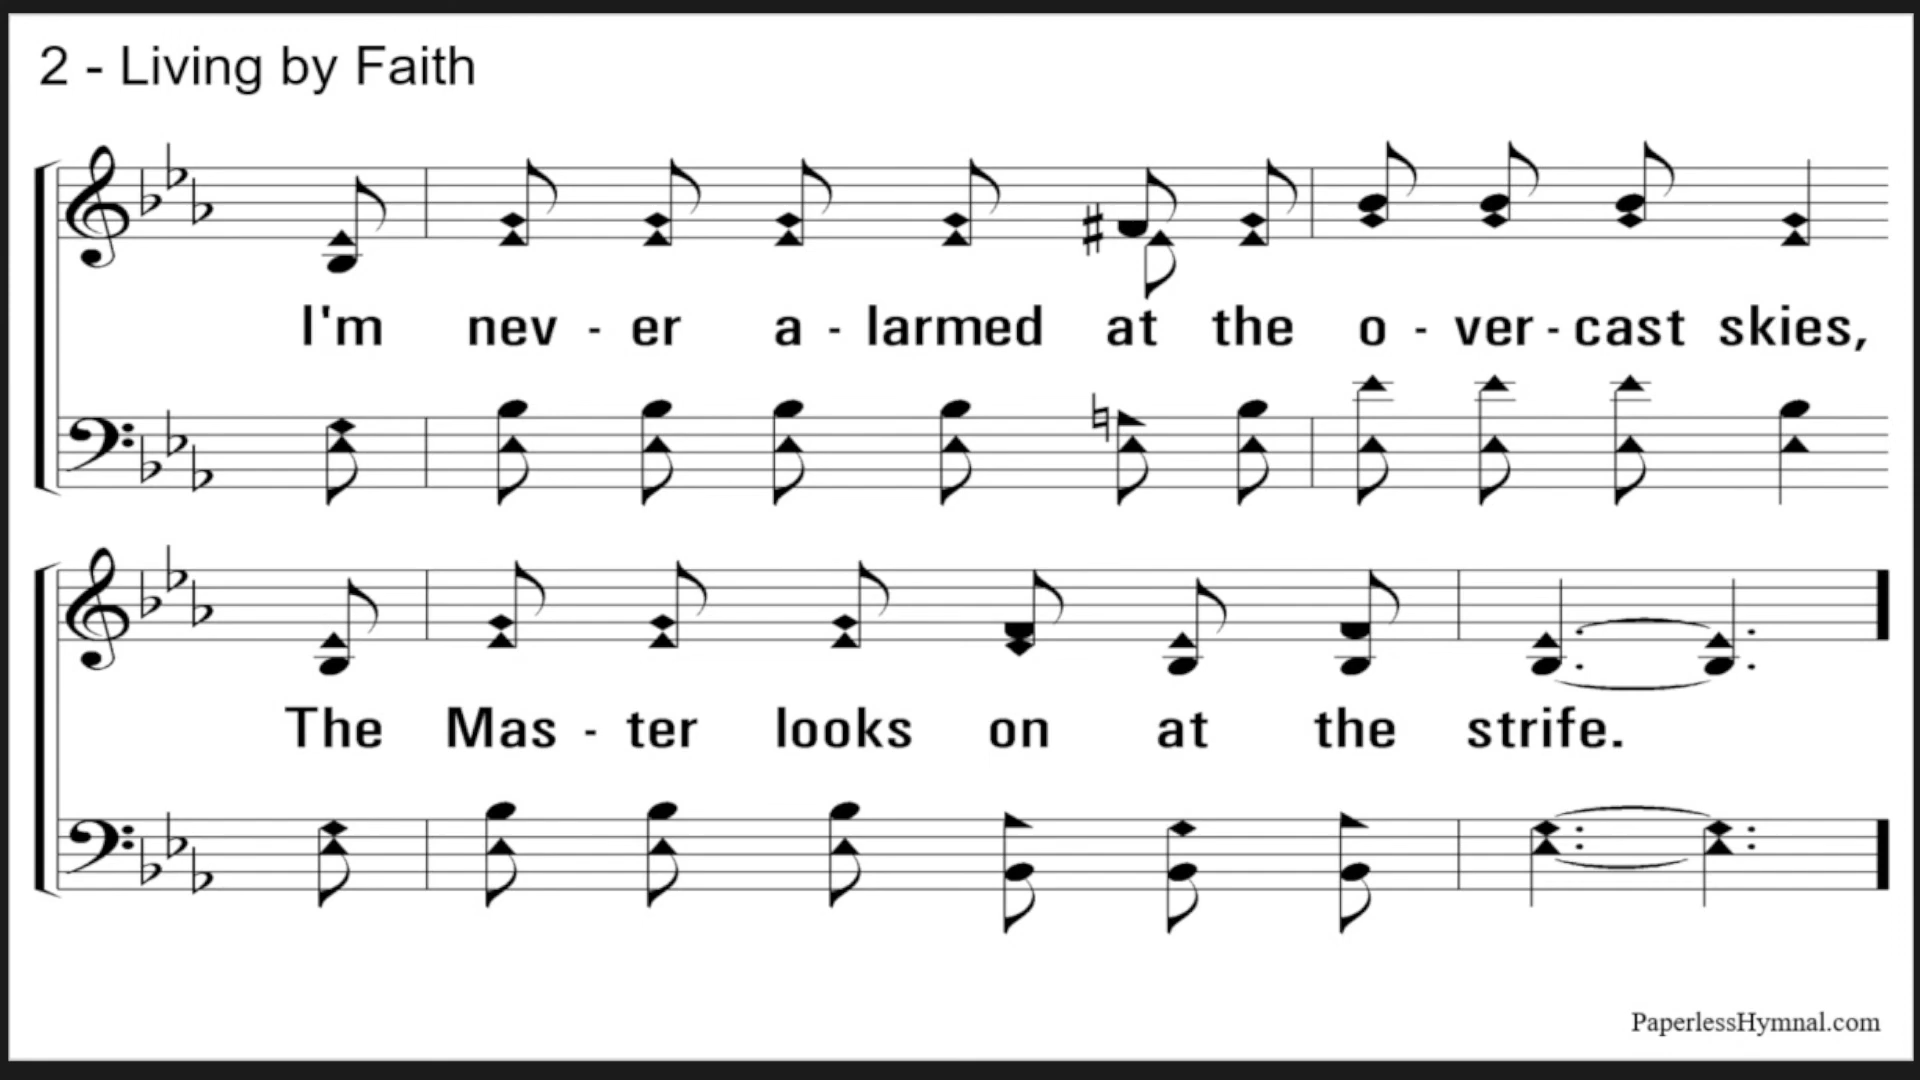 2 - Living by Faith
I'm nev - er a - larmed at the o - ver - cast skies,
The Mas - ter looks on at the strife.
PaperlessHymnal.com